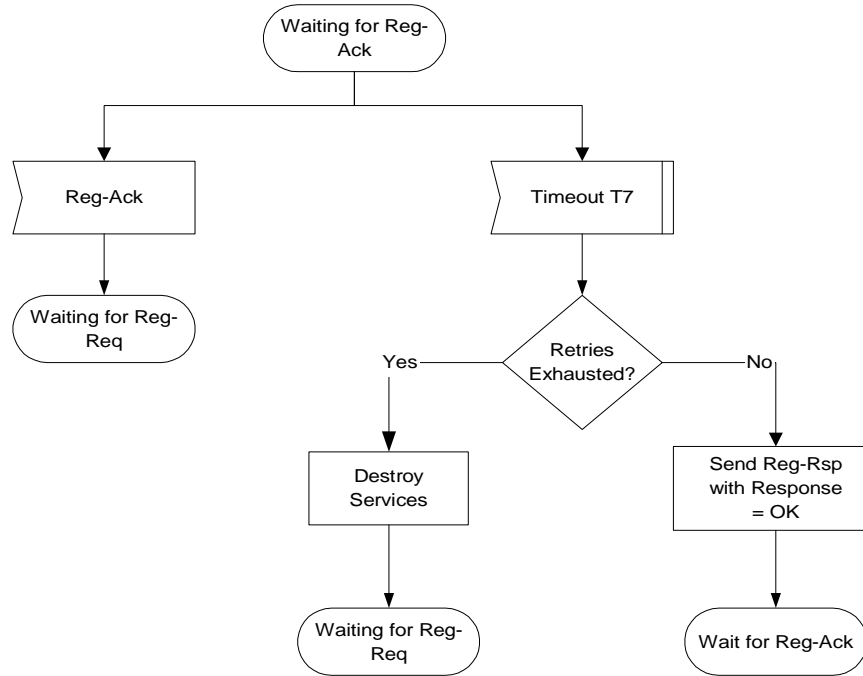 Waiting for Reg-
Ack
Reg-Ack
Timeout T7
Waiting for Reg-
Req
Retries
Exhausted?
Yes
No
Destroy
Services
Send Reg-Rsp
with Response
= OK
Waiting for Reg-
Req
Wait for Reg-Ack